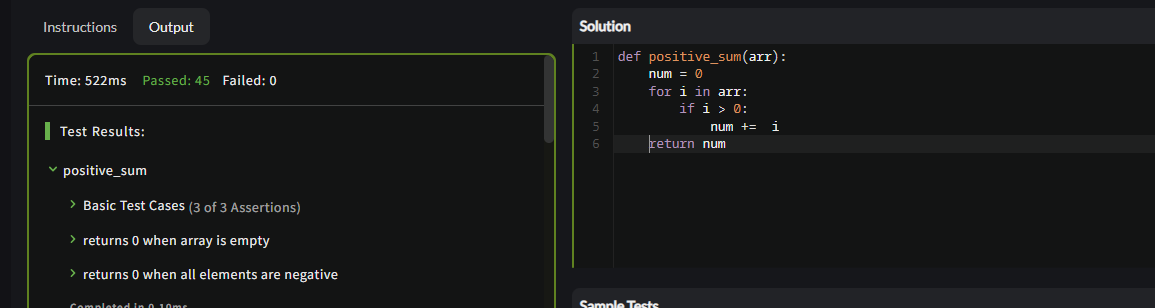 Instructions
Output
Time: 522ms Passed: 45 Failed: 0
Test Results:
positive_sum
Basic Test Cases (3 of 3 Assertions)
returns 0 when array is empty
returns 0 when all elements are negative
Completed in 0.10ms
Solution
1 def positive_sum(arr):
2     num = 0
3     for i in arr:
4         if i > 0:
5             num +=  i
6     return num
Sample Tests